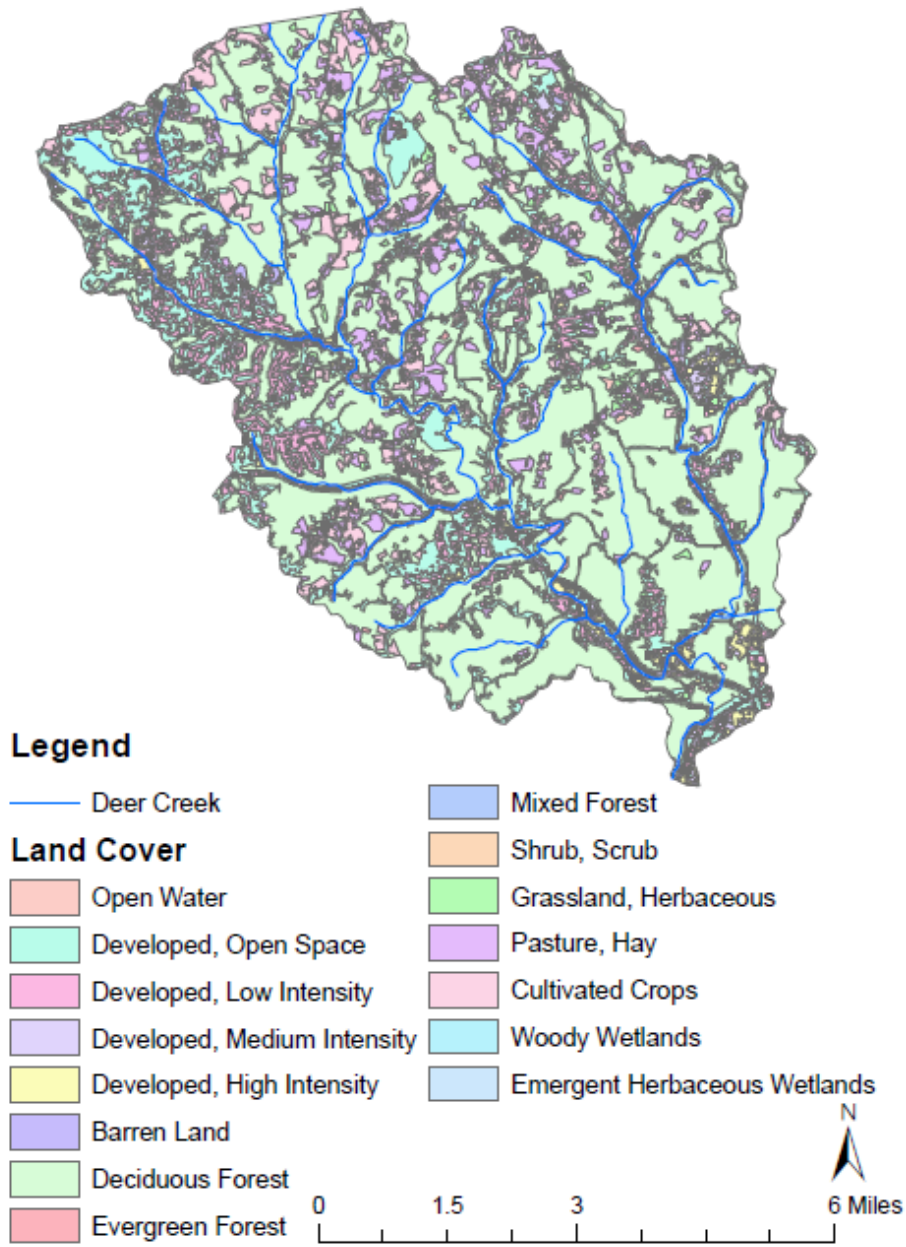 Legend
Deer Creek
Land Cover
Open Water
Developed, Open Space
Developed, Low Intensity
Developed, Medium Intensity
Developed, High Intensity
Barren Land
Deciduous Forest
Evergreen Forest
Mixed Forest
Shrub, Scrub
Grassland, Herbaceous
Pasture, Hay
Cultivated Crops
Woody Wetlands
Emergent Herbaceous Wetlands
N
0 1.5 3 6 Miles